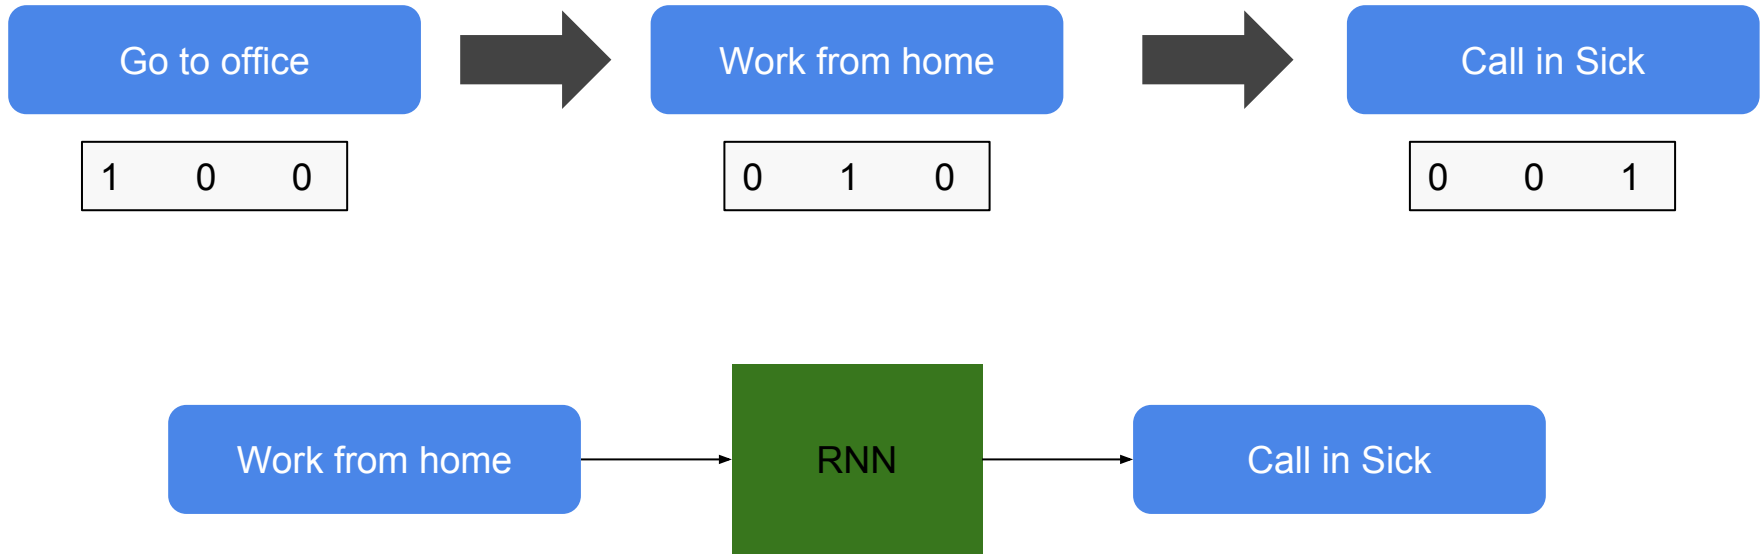 Go to office
Work from home
Call in Sick
1 0 0
0 1 0
0 0 1
Work from home
RNN
Call in Sick